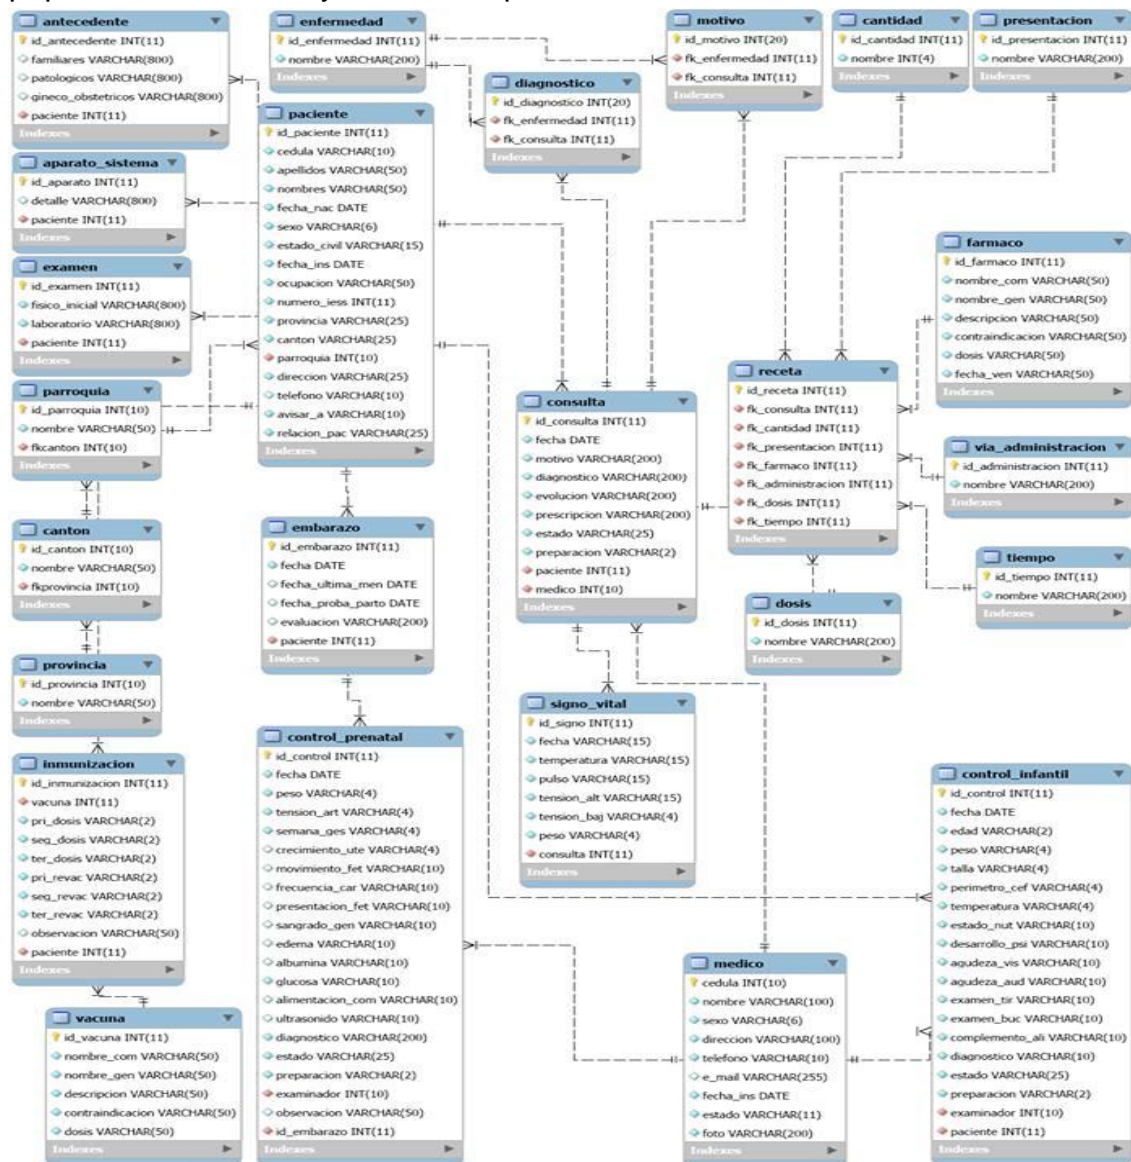 antecedente
id_antecedente INT(11)
familiares VARCHAR(800)
patologicos VARCHAR(800)
gineco_obstetricos VARCHAR(800)
paciente INT(11)
Indexes
aparato_sistema
id_aparato INT(11)
detalle VARCHAR(800)
paciente INT(11)
Indexes
examen
id_examen INT(11)
fisico_inicial VARCHAR(800)
laboratorio VARCHAR(800)
paciente INT(11)
Indexes
parroquia
id_parroquia INT(10)
nombre VARCHAR(50)
fkcanton INT(10)
Indexes
canton
id_canton INT(10)
nombre VARCHAR(50)
fkprovincia INT(10)
Indexes
provincia
id_provincia INT(10)
nombre VARCHAR(50)
Indexes
inmunizacion
id_inmunizacion INT(11)
vacuna INT(11)
pri_dosis VARCHAR(2)
seg_dosis VARCHAR(2)
ter_dosis VARCHAR(2)
pri_revac VARCHAR(2)
seg_revac VARCHAR(2)
ter_revac VARCHAR(2)
observacion VARCHAR(50)
paciente INT(11)
Indexes
vacuna
id_vacuna INT(11)
nombre_com VARCHAR(50)
nombre_gen VARCHAR(50)
descripcion VARCHAR(50)
contraindicacion VARCHAR(50)
dosis VARCHAR(50)
Indexes
enfermedad
id_enfermedad INT(11)
nombre VARCHAR(200)
Indexes
paciente
id_paciente INT(11)
cedula VARCHAR(10)
apellidos VARCHAR(50)
nombres VARCHAR(50)
fecha_nac DATE
sexo VARCHAR(6)
estado_civil VARCHAR(15)
fecha_ins DATE
ocupacion VARCHAR(50)
numero_iess INT(11)
provincia VARCHAR(25)
canton VARCHAR(25)
parroquia INT(10)
direccion VARCHAR(25)
telefono VARCHAR(10)
avisar_a VARCHAR(10)
relacion_pac VARCHAR(25)
Indexes
embarazo
id_embarazo INT(11)
fecha DATE
fecha_ultima_men DATE
fecha_proba_parto DATE
evaluacion VARCHAR(200)
paciente INT(11)
Indexes
control_prenatal
id_control INT(11)
fecha DATE
peso VARCHAR(4)
tension_art VARCHAR(4)
semana_ges VARCHAR(4)
crecimiento_ute VARCHAR(4)
movimiento_fet VARCHAR(10)
frecuencia_car VARCHAR(10)
presentacion_fet VARCHAR(10)
sangrado_gen VARCHAR(10)
edema VARCHAR(10)
albumina VARCHAR(10)
glucosa VARCHAR(10)
alimentacion_com VARCHAR(10)
ultrasonido VARCHAR(10)
diagnostico VARCHAR(200)
estado VARCHAR(25)
preparacion VARCHAR(2)
examinador INT(10)
observacion VARCHAR(50)
id_embarazo INT(11)
Indexes
diagnostico
id_diagnostico INT(20)
fk_enfermedad INT(11)
fk_consulta INT(11)
Indexes
motivo
id_motivo INT(20)
fk_enfermedad INT(11)
fk_consulta INT(11)
Indexes
cantidad
id_cantidad INT(11)
nombre INT(4)
Indexes
presentacion
id_presentacion INT(11)
nombre VARCHAR(200)
Indexes
consulta
id_consulta INT(11)
fecha DATE
motivo VARCHAR(200)
diagnostico VARCHAR(200)
evolucion VARCHAR(200)
prescripcion VARCHAR(200)
estado VARCHAR(25)
preparacion VARCHAR(2)
paciente INT(11)
medico INT(10)
Indexes
signo_vital
id_signo INT(11)
fecha VARCHAR(15)
temperatura VARCHAR(15)
pulso VARCHAR(15)
tension_alt VARCHAR(15)
tension_baj VARCHAR(4)
peso VARCHAR(4)
consulta INT(11)
Indexes
receta
id_receta INT(11)
fk_consulta INT(11)
fk_cantidad INT(11)
fk_presentacion INT(11)
fk_farmaco INT(11)
fk_administracion INT(11)
fk_dosis INT(11)
fk_tiempo INT(11)
Indexes
dosis
id_dosis INT(11)
nombre VARCHAR(200)
Indexes
farmaco
id_farmaco INT(11)
nombre_com VARCHAR(50)
nombre_gen VARCHAR(50)
descripcion VARCHAR(50)
contraindicacion VARCHAR(50)
dosis VARCHAR(50)
fecha_ven VARCHAR(50)
Indexes
via_administracion
id_administracion INT(11)
nombre VARCHAR(200)
Indexes
tiempo
id_tiempo INT(11)
nombre VARCHAR(200)
Indexes
medico
cedula INT(10)
nombre VARCHAR(100)
sexo VARCHAR(6)
direccion VARCHAR(100)
telefono VARCHAR(10)
e_mail VARCHAR(255)
fecha_ins DATE
estado VARCHAR(11)
foto VARCHAR(200)
Indexes
control_infantil
id_control INT(11)
fecha DATE
edad VARCHAR(2)
peso VARCHAR(4)
talla VARCHAR(4)
perimetro_cef VARCHAR(4)
temperatura VARCHAR(4)
estado_nut VARCHAR(10)
desarrollo_psi VARCHAR(10)
agudeza_vis VARCHAR(10)
agudeza_aud VARCHAR(10)
examen_tir VARCHAR(10)
examen_buc VARCHAR(10)
complemento_ali VARCHAR(10)
diagnostico VARCHAR(10)
estado VARCHAR(25)
preparacion VARCHAR(2)
examinador INT(10)
paciente INT(11)
Indexes